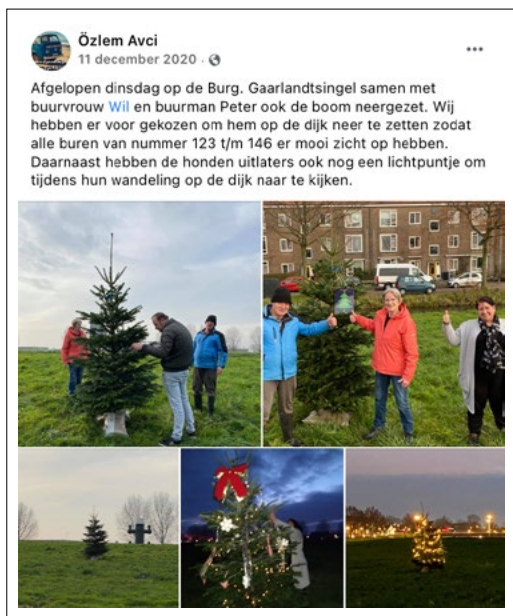 Özlem Avci
11 december 2020 ·
Afgelopen dinsdag op de Burg. Gaarlandtsingel samen met
buurvrouw Wil en buurman Peter ook de boom neergezet. Wij
hebben er voor gekozen om hem op de dijk neer te zetten zodat
alle buren van nummer 123 t/m 146 er mooi zicht op hebben.
Daarnaast hebben de honden uitlaters ook nog een lichtpuntje om
tijdens hun wandeling op de dijk naar te kijken.